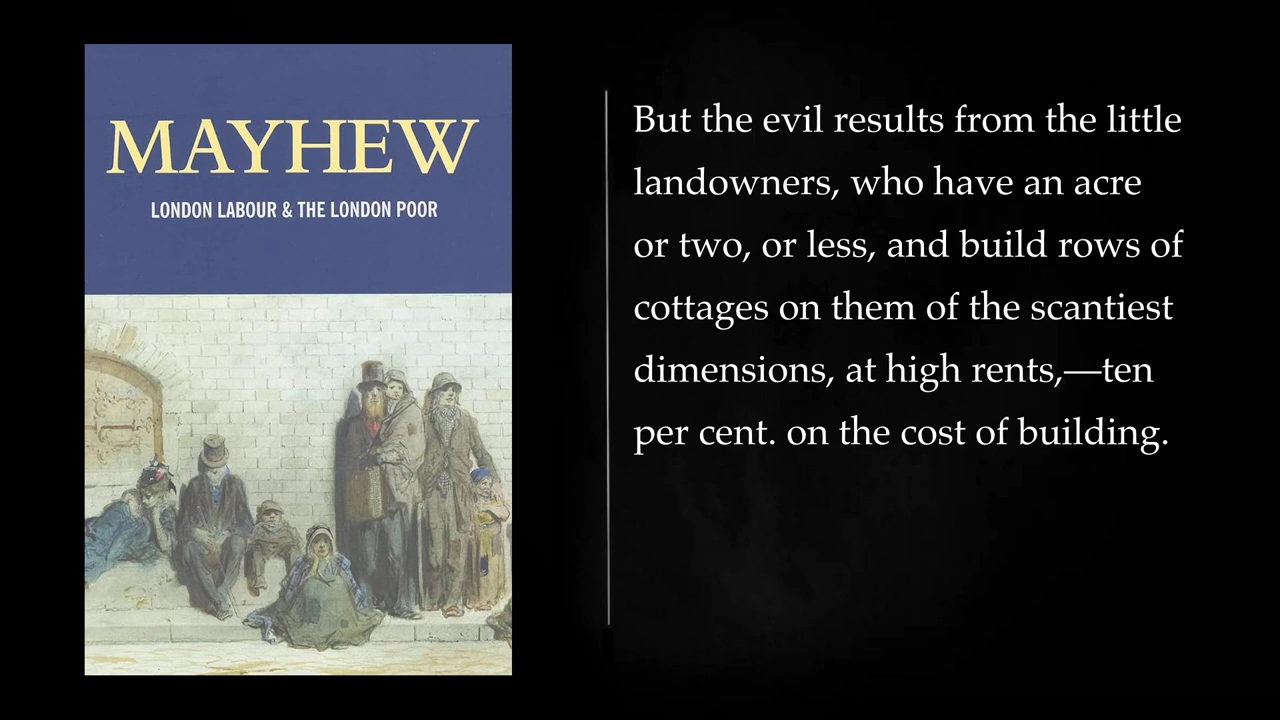 MAYHEW
LONDON LABOUR & THE LONDON POOR
But the evil results from the little
landowners, who have an acre
or two, or less, and build rows of
cottages on them of the scantiest
dimensions, at high rents,—ten
per cent. on the cost of building.